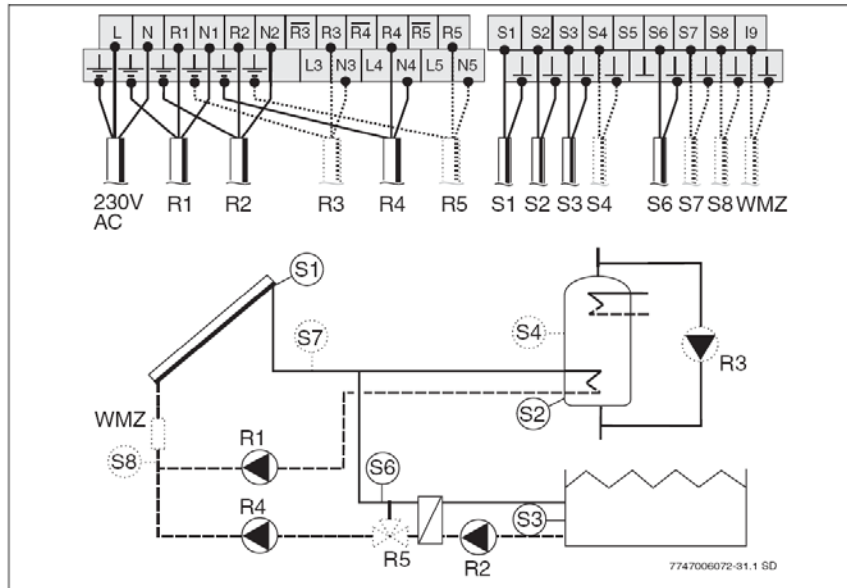 L N R1 N1 R2 N2 R3 R3 R4 R4 R5 R5 S1 S2 S3 S4 S5 S6 S7 S8 I9
L3 N3 L4 N4 L5 N5
230V
AC
R1 R2 R3 R4 R5 S1 S2 S3 S4 S6 S7 S8 WMZ
S1
S7
S4
R3
S2
WMZ
S8
R1
S6
R4
S3
R5
R2
7747006072-31.1 SD